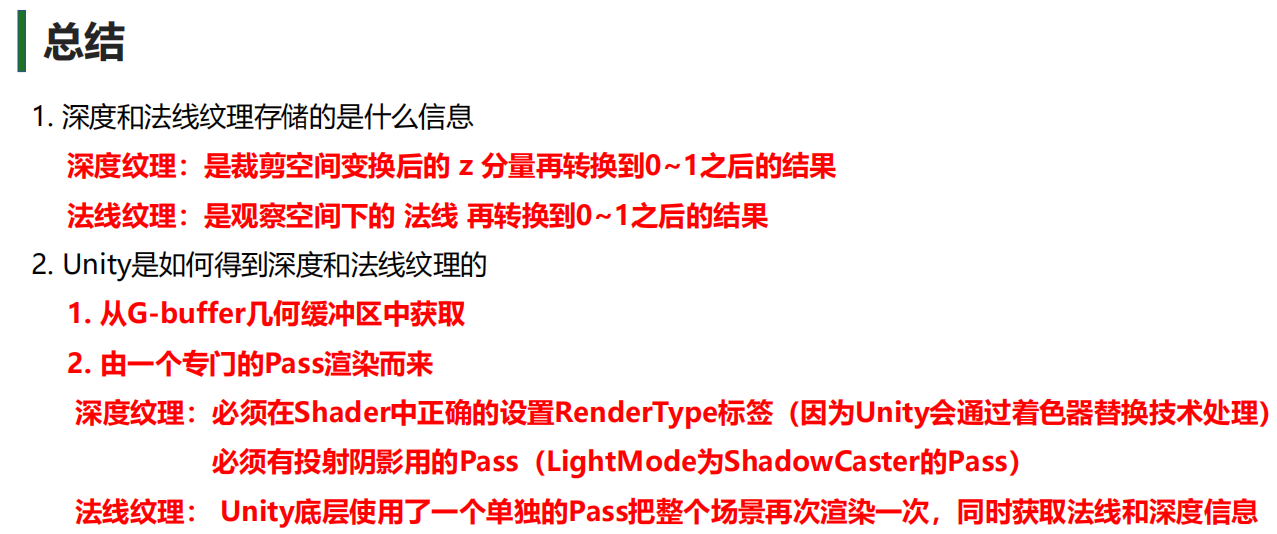 总结
1. 深度和法线纹理存储的是什么信息
深度纹理：是裁剪空间变换后的 z 分量再转换到0~1之后的结果
法线纹理：是观察空间下的 法线 再转换到0~1之后的结果
2. Unity是如何得到深度和法线纹理的
1. 从G-buffer几何缓冲区中获取
2. 由一个专门的Pass渲染而来
深度纹理：必须在Shader中正确的设置RenderType标签（因为Unity会通过着色器替换技术处理）
必须有投射阴影用的Pass（LightMode为ShadowCaster的Pass）
法线纹理： Unity底层使用了一个单独的Pass把整个场景再次渲染一次，同时获取法线和深度信息